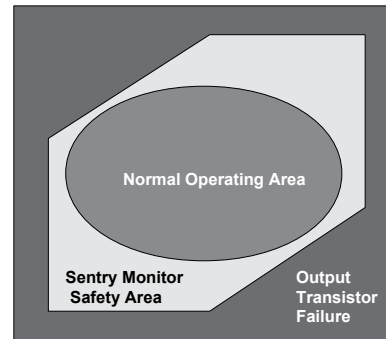 Normal Operating Area
Sentry Monitor
Safety Area
Output
Transistor
Failure